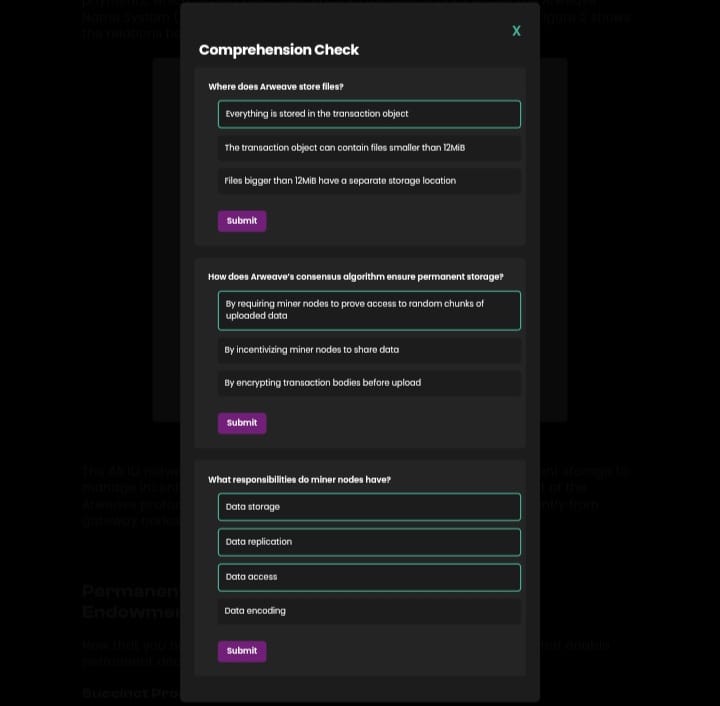 X
Comprehension Check
Where does Arweave store files?
Everything is stored in the transaction object
The transaction object can contain files smaller than 12MiB
Files bigger than 12MiB have a separate storage location
Submit
How does Arweave's consensus algorithm ensure permanent storage?
By requiring miner nodes to prove access to random chunks of
uploaded data
By incentivizing miner nodes to share data
By encrypting transaction bodies before upload
Submit
What responsibilities do miner nodes have?
Data storage
Data replication
Data access
Data encoding
Submit
Permanen
Endowme